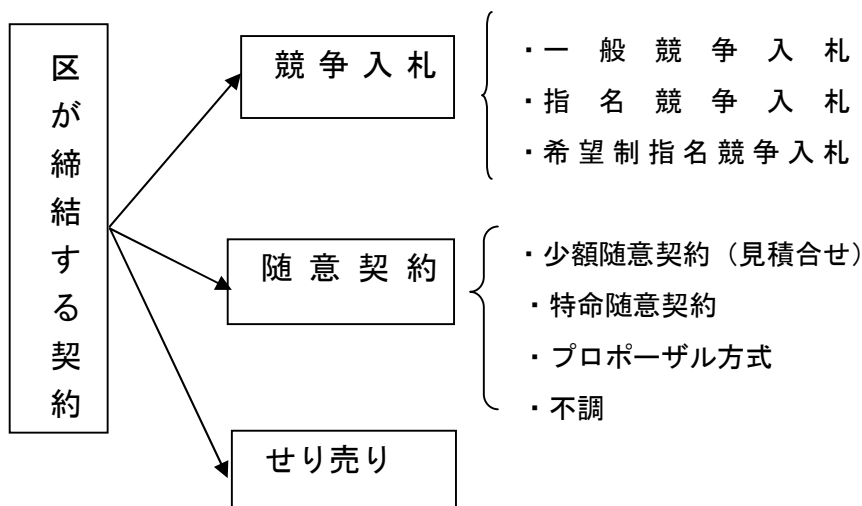 区が締結する契約
競争入札
・一般競争入札
・指名競争入札
・希望制指名競争入札
随意契約
・少額随意契約（見積合せ）
・特命随意契約
・プロポーザル方式
・不調
せり売り